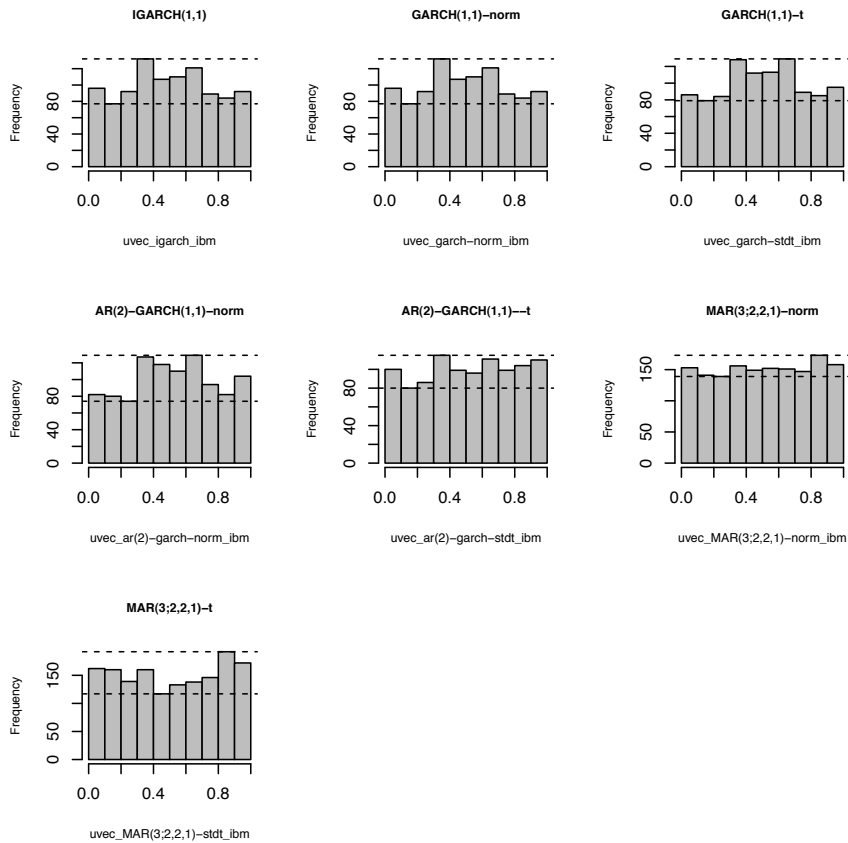 IGARCH(1,1)
GARCH(1,1)−norm
GARCH(1,1)−t
Frequency
0 40 80
0.0 0.4 0.8
uvec_igarch_ibm
Frequency
0 40 80
0.0 0.4 0.8
uvec_garch−norm_ibm
Frequency
0 40 80
0.0 0.4 0.8
uvec_garch−stdt_ibm
AR(2)−GARCH(1,1)−norm
AR(2)−GARCH(1,1)−−t
MAR(3;2,2,1)−norm
Frequency
0 40 80
0.0 0.4 0.8
uvec_ar(2)−garch−norm_ibm
Frequency
0 40 80
0.0 0.4 0.8
uvec_ar(2)−garch−stdt_ibm
Frequency
0 50 150
0.0 0.4 0.8
uvec_MAR(3;2,2,1)−norm_ibm
MAR(3;2,2,1)−t
Frequency
0 50 150
0.0 0.4 0.8
uvec_MAR(3;2,2,1)−stdt_ibm